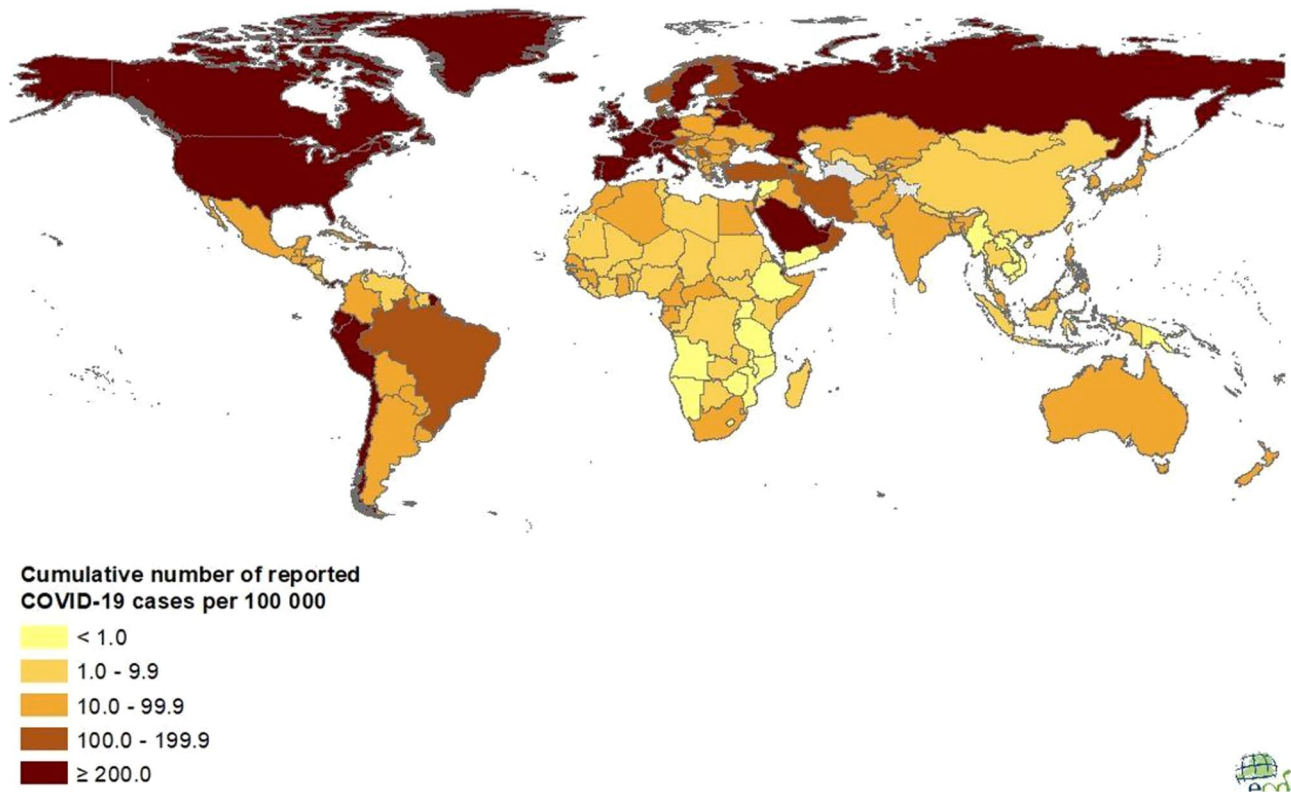 Cumulative number of reported
COVID-19 cases per 100 000
< 1.0
1.0 - 9.9
10.0 - 99.9
100.0 - 199.9
≥ 200.0